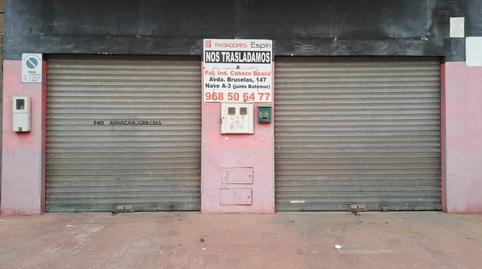 RADIADORES Espín
NOS TRASLADAMOS
a
Pol. Ind. Cabezo Beaza
Avda. Bruselas, 147
Nave A-3 (junto Batemur)
968 50 64 77
NO APARCAR, GRACIAS